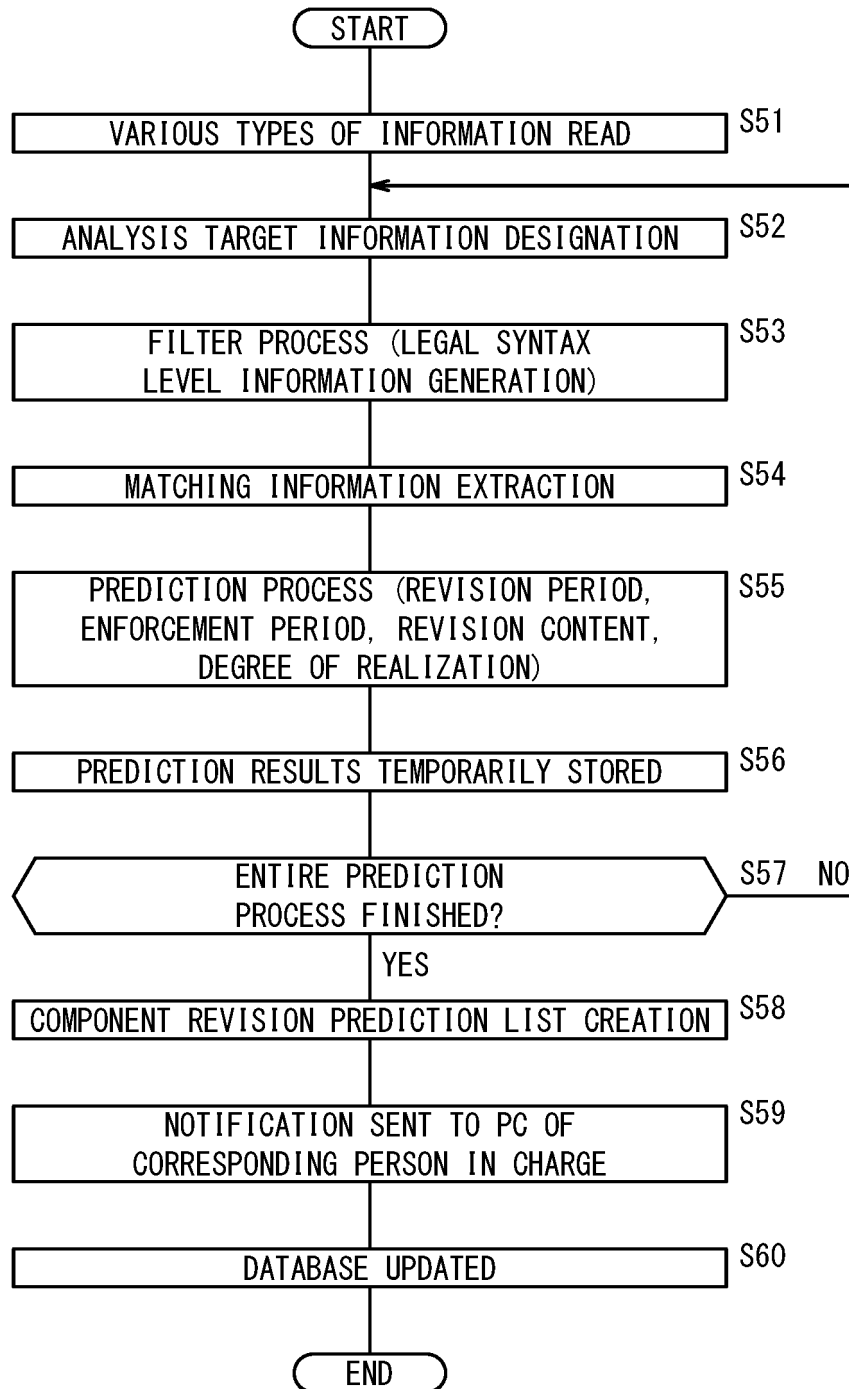 START
VARIOUS TYPES OF INFORMATION READ
S51
ANALYSIS TARGET INFORMATION DESIGNATION
S52
FILTER PROCESS (LEGAL SYNTAX
LEVEL INFORMATION GENERATION)
S53
MATCHING INFORMATION EXTRACTION
S54
PREDICTION PROCESS (REVISION PERIOD,
ENFORCEMENT PERIOD, REVISION CONTENT,
DEGREE OF REALIZATION)
S55
PREDICTION RESULTS TEMPORARILY STORED
S56
ENTIRE PREDICTION
PROCESS FINISHED?
S57 NO
YES
COMPONENT REVISION PREDICTION LIST CREATION
S58
NOTIFICATION SENT TO PC OF
CORRESPONDING PERSON IN CHARGE
S59
DATABASE UPDATED
S60
END